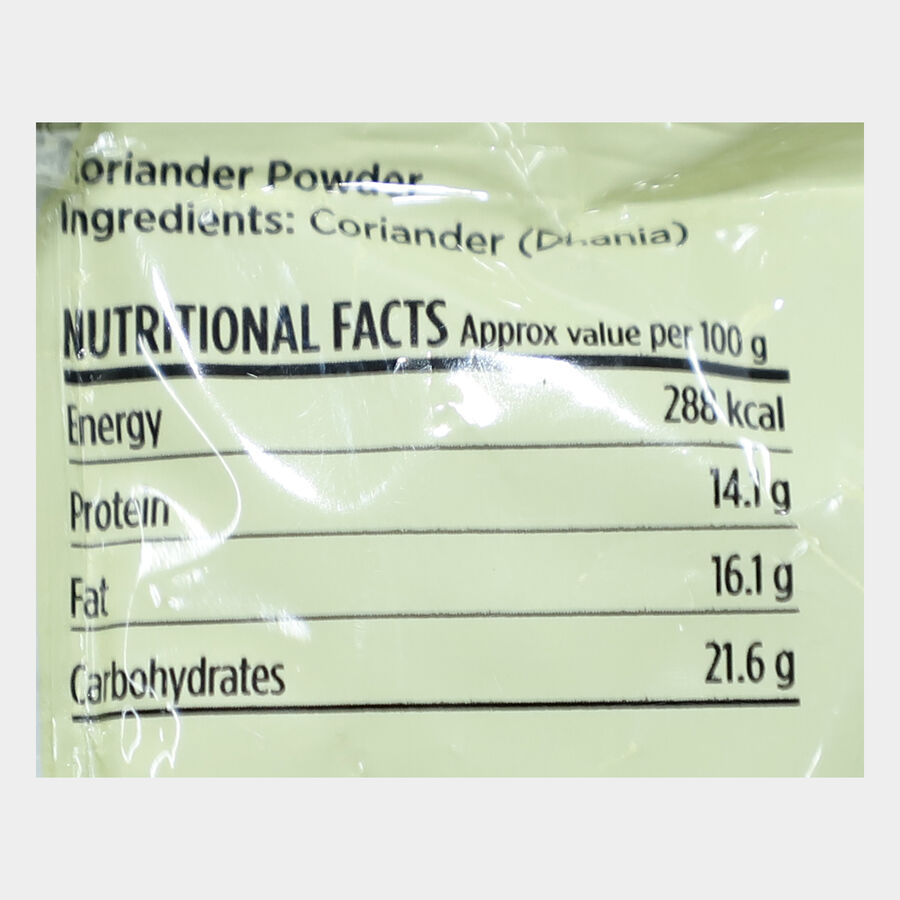 Coriander Powder
Ingredients: Coriander (Dhania)
NUTRITIONAL FACTS Approx value per 100 g
Energy 288 kcal
Protein 14.1 g
Fat 16.1 g
Carbohydrates 21.6 g